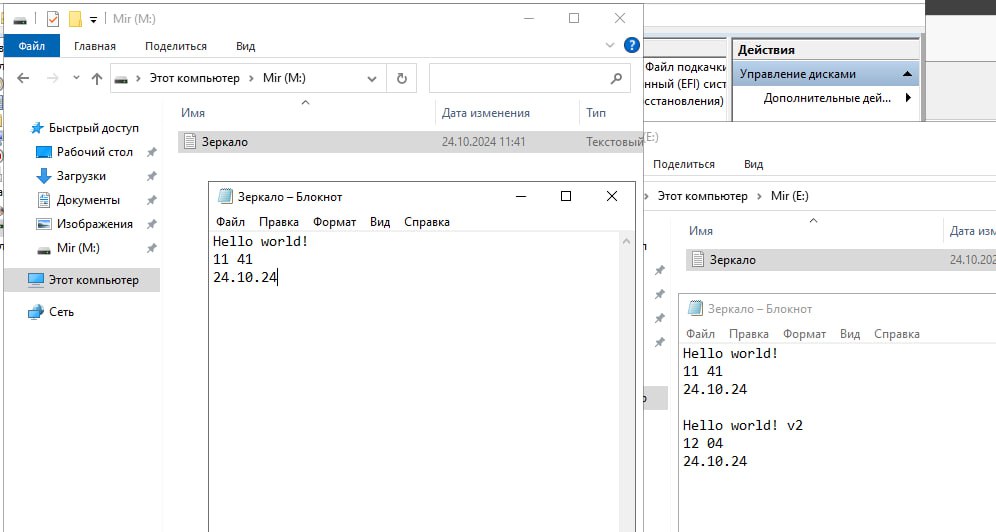 Mir (M:)
Файл Главная Поделиться Вид
Этот компьютер Mir (M:)
Имя Дата изменения Тип
Быстрый доступ
Рабочий стол
Загрузки
Документы
Изображения
Mir (M:)
Этот компьютер
Сеть
Зеркало 24.10.2024 11:41 Текстовый
Зеркало – Блокнот
Файл Правка Формат Вид Справка
Hello world!
11 41
24.10.24
Файл подкачки
нный (EFI) сист
сстановления)
Действия
Управление дисками
Дополнительные дей...
(E:)
Поделиться Вид
Этот компьютер Mir (E:)
Имя Дата изм
Зеркало 24.10.202
Зеркало – Блокнот
Файл Правка Формат Вид Справка
Hello world!
11 41
24.10.24
Hello world! v2
12 04
24.10.24